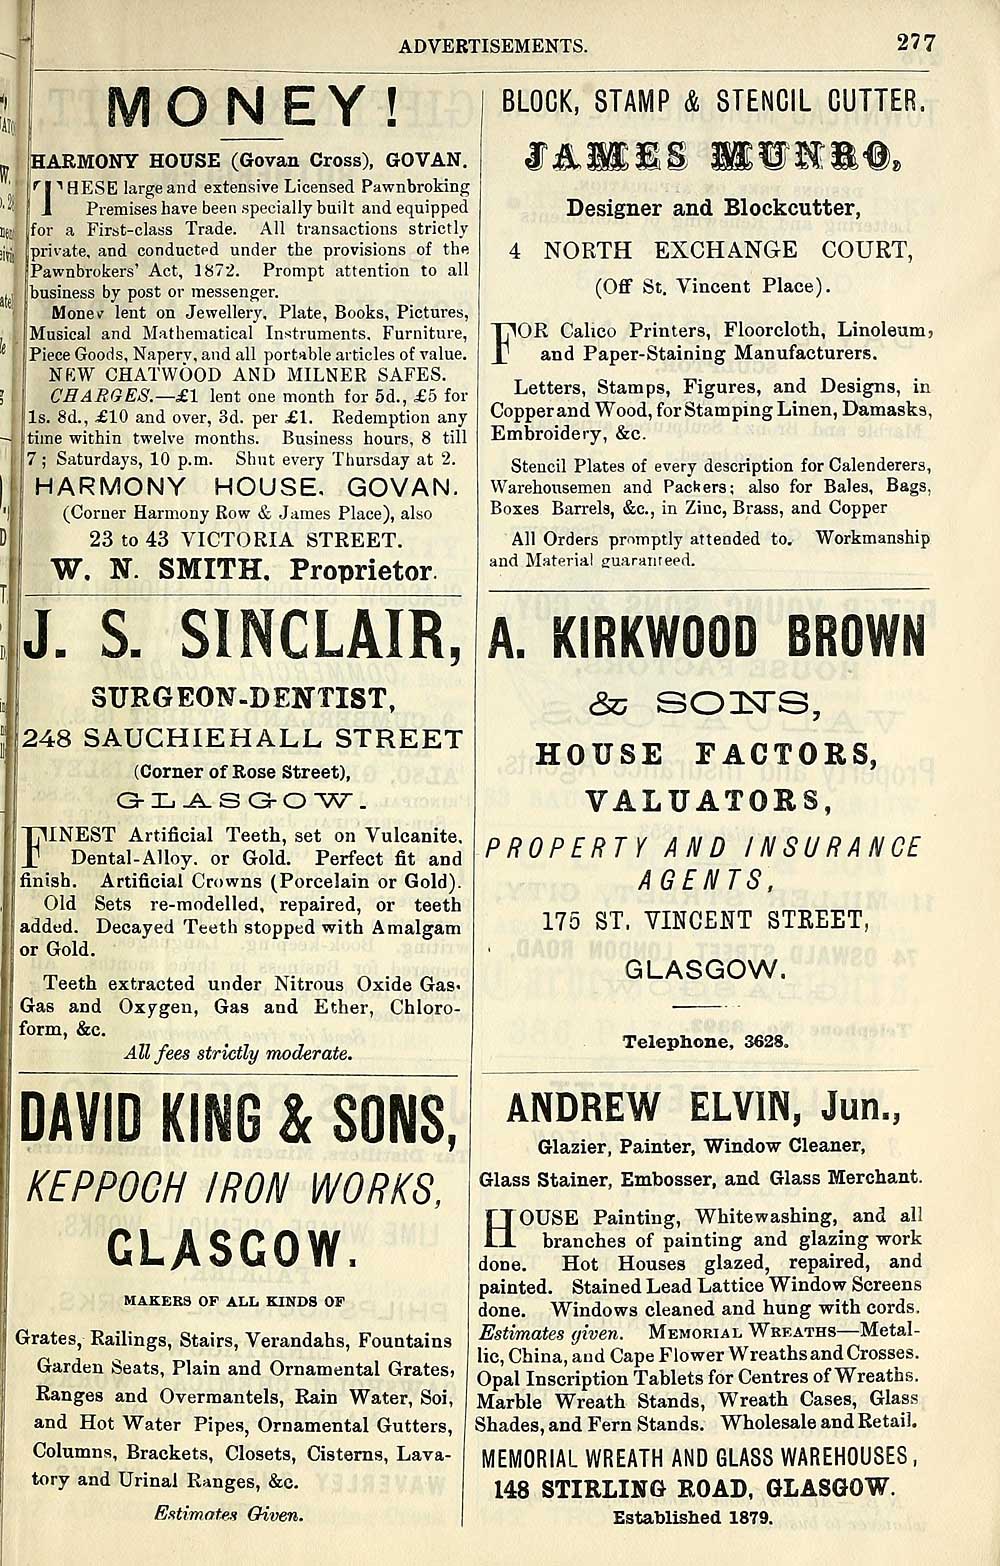 ADVERTISEMENTS.
277
MONEY!
HARMONY HOUSE (Govan Cross), GOVAN.
THESE large and extensive Licensed Pawnbroking
Premises have been specially built and equipped
for a First-class Trade. All transactions strictly
private, and conducted under the provisions of the
Pawnbrokers' Act, 1872. Prompt attention to all
business by post or messenger.
Money lent on Jewellery, Plate, Books, Pictures,
Musical and Mathematical Instruments, Furniture,
Piece Goods, Napery, and all portable articles of value.
NEW CHATWOOD AND MILNER SAFES.
CHARGES.—£1 lent one month for 5d., £5 for
1s. 8d., £10 and over, 3d. per £1. Redemption any
time within twelve months. Business hours, 8 till
7; Saturdays, 10 p.m. Shut every Thursday at 2.
HARMONY HOUSE, GOVAN.
(Corner Harmony Row & James Place), also
23 to 43 VICTORIA STREET.
W. N. SMITH, Proprietor.
J. S. SINCLAIR,
SURGEON-DENTIST,
248 SAUCHIEHALL STREET
(Corner of Rose Street),
GLASGOW.
FINEST Artificial Teeth, set on Vulcanite,
Dental-Alloy, or Gold. Perfect fit and
finish. Artificial Crowns (Porcelain or Gold).
Old Sets re-modelled, repaired, or teeth
added. Decayed Teeth stopped with Amalgam
or Gold.
Teeth extracted under Nitrous Oxide Gas.
Gas and Oxygen, Gas and Ether, Chloro-
form, &c.
All fees strictly moderate.
DAVID KING & SONS,
KEPPOCH IRON WORKS,
GLASGOW.
MAKERS OF ALL KINDS OF
Grates, Railings, Stairs, Verandahs, Fountains
Garden Seats, Plain and Ornamental Grates,
Ranges and Overmantels, Rain Water, Soi,
and Hot Water Pipes, Ornamental Gutters,
Columns, Brackets, Closets, Cisterns, Lava-
tory and Urinal Ranges, &c.
Estimates Given.
BLOCK, STAMP & STENCIL CUTTER.
JAMES MUNRO,
Designer and Blockcutter,
4 NORTH EXCHANGE COURT,
(Off St. Vincent Place).
FOR Calico Printers, Floorcloth, Linoleum,
and Paper-Staining Manufacturers.
Letters, Stamps, Figures, and Designs, in
Copper and Wood, for Stamping Linen, Damasks,
Embroidery, &c.
Stencil Plates of every description for Calenderers,
Warehousemen and Packers; also for Bales, Bags,
Boxes Barrels, &c., in Zinc, Brass, and Copper
All Orders promptly attended to. Workmanship
and Material guaranteed.
A. KIRKWOOD BROWN
& SONS,
HOUSE FACTORS,
VALUATORS,
PROPERTY AND INSURANCE
AGENTS,
175 ST. VINCENT STREET,
GLASGOW.
Telephone, 3628.
ANDREW ELVIN, Jun.,
Glazier, Painter, Window Cleaner,
Glass Stainer, Embosser, and Glass Merchant.
HOUSE Painting, Whitewashing, and all
branches of painting and glazing work
done. Hot Houses glazed, repaired, and
painted. Stained Lead Lattice Window Screens
done. Windows cleaned and hung with cords.
Estimates given. MEMORIAL WREATHS—Metal-
lic, China, and Cape Flower Wreaths and Crosses.
Opal Inscription Tablets for Centres of Wreaths.
Marble Wreath Stands, Wreath Cases, Glass
Shades, and Fern Stands. Wholesale and Retail.
MEMORIAL WREATH AND GLASS WAREHOUSES,
148 STIRLING ROAD, GLASGOW.
Established 1879.